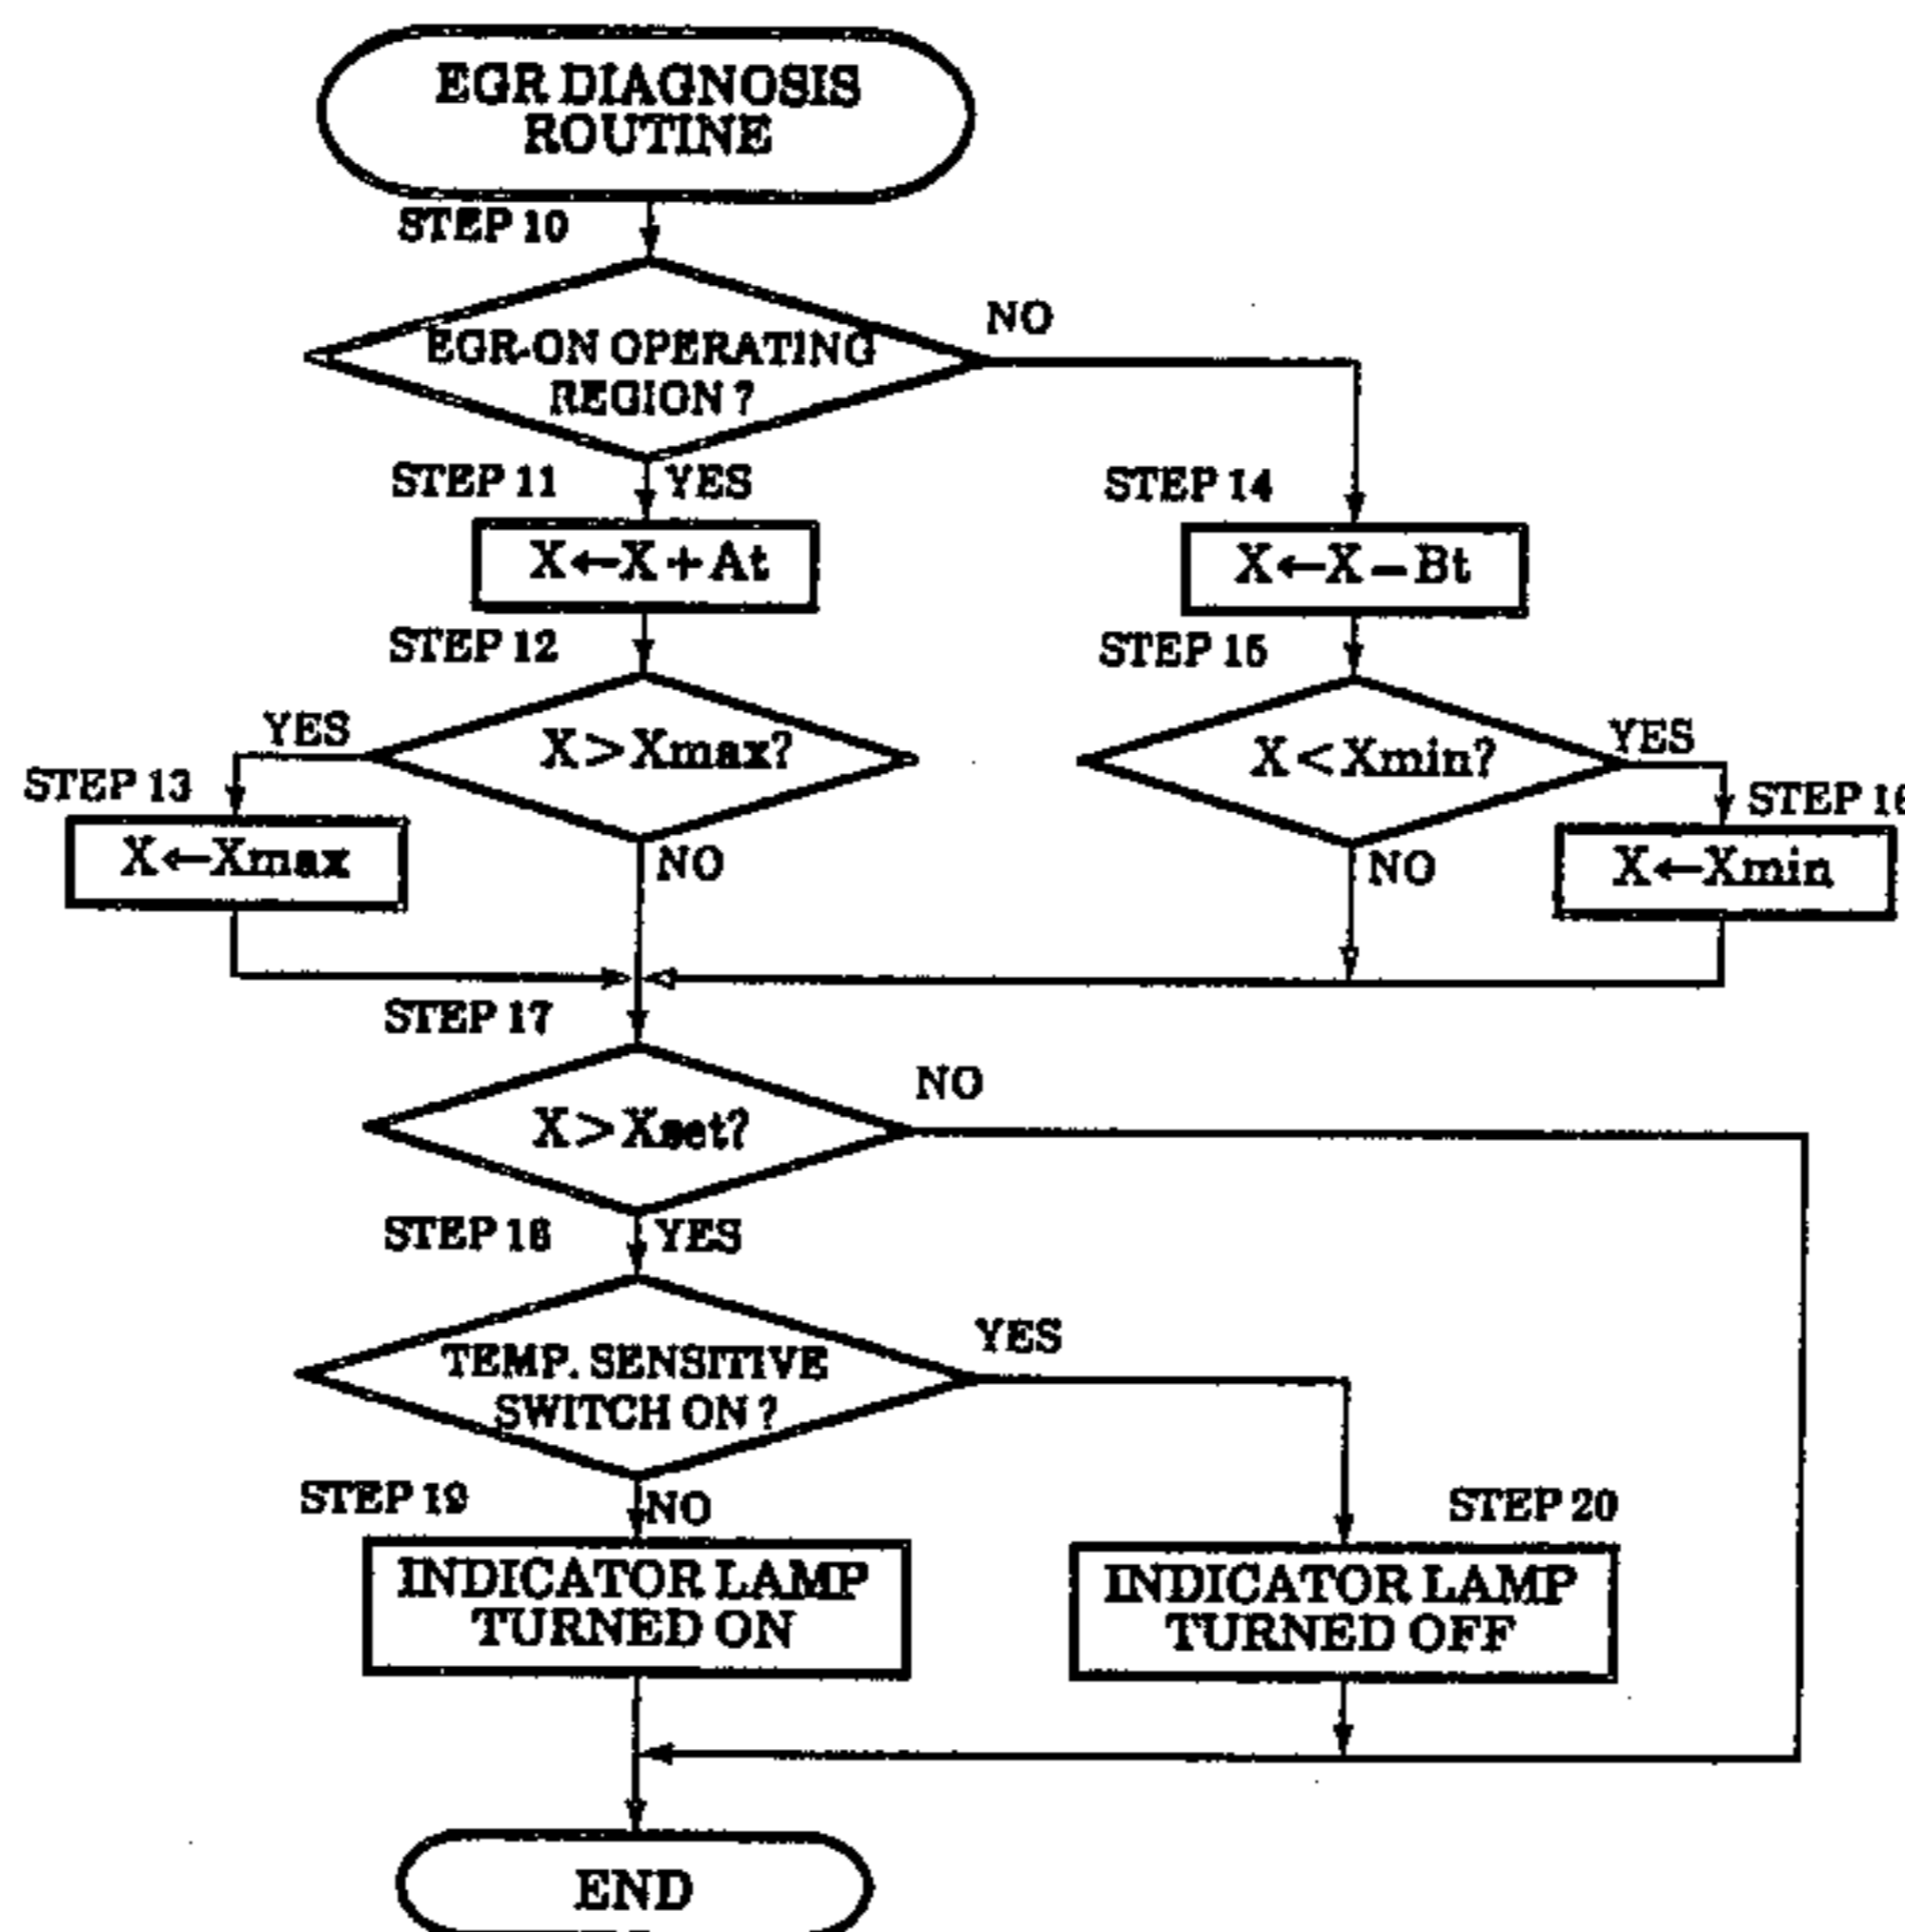 EGR DIAGNOSIS
ROUTINE
STEP 10
NO
EGR-ON OPERATING
REGION ?
STEP 11
YES
STEP 14
X←X+At
X←X−Bt
STEP 12
STEP 15
YES
X>Xmax?
X<Xmin?
YES
STEP 13
STEP 16
X←Xmax
NO
NO
X←Xmin
STEP 17
NO
X>Xset?
STEP 18
YES
YES
TEMP. SENSITIVE
SWITCH ON ?
STEP 19
NO
STEP 20
INDICATOR LAMP
TURNED ON
INDICATOR LAMP
TURNED OFF
END